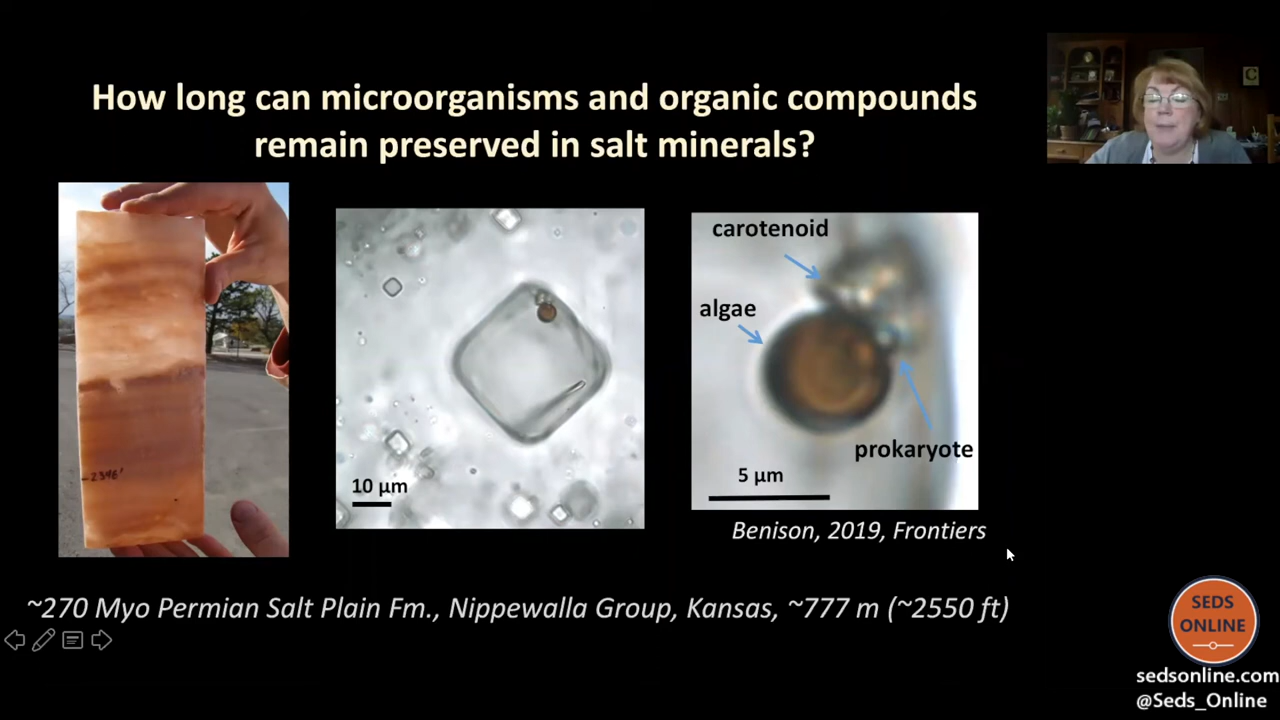 How long can microorganisms and organic compounds
remain preserved in salt minerals?
carotenoid
algae
prokaryote
5 µm
10 µm
-2396'
Benison, 2019, Frontiers
~270 Myo Permian Salt Plain Fm., Nippewalla Group, Kansas, ~777 m (~2550 ft)
SEDS
ONLINE
sedsonline.com
@Seds_Online